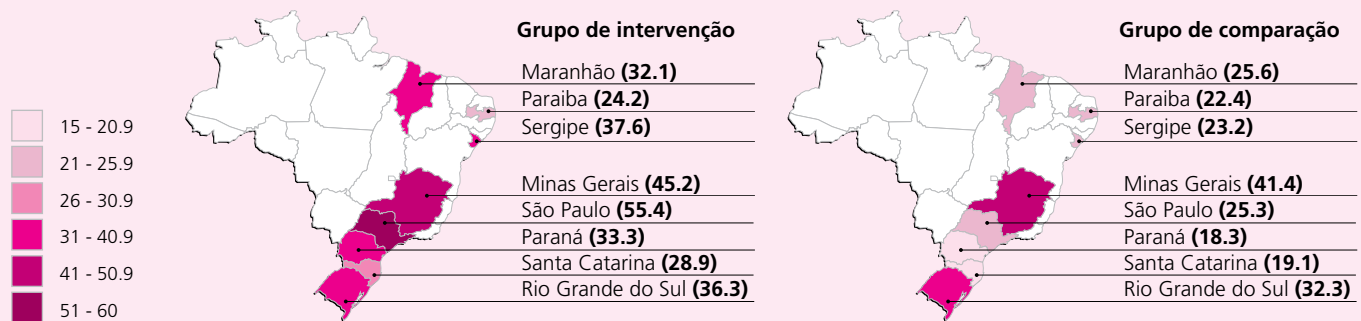 Grupo de intervenção
Maranhão (32.1)
Paraiba (24.2)
Sergipe (37.6)
Minas Gerais (45.2)
São Paulo (55.4)
Paraná (33.3)
Santa Catarina (28.9)
Rio Grande do Sul (36.3)
Grupo de comparação
Maranhão (25.6)
Paraiba (22.4)
Sergipe (23.2)
Minas Gerais (41.4)
São Paulo (25.3)
Paraná (18.3)
Santa Catarina (19.1)
Rio Grande do Sul (32.3)
15 - 20.9
21 - 25.9
26 - 30.9
31 - 40.9
41 - 50.9
51 - 60